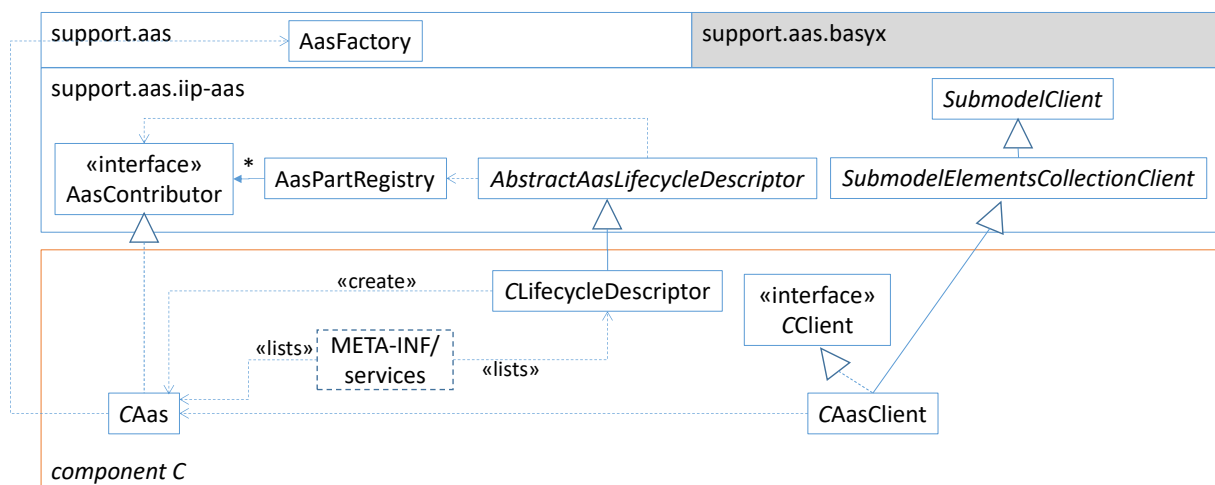 support.aas
AasFactory
support.aas.basyx
support.aas.iip-aas
SubmodelClient
«interface»
AasContributor
*
AasPartRegistry
AbstractAasLifecycleDescriptor
SubmodelElementsCollectionClient
«create»
CLifecycleDescriptor
«interface»
CClient
«lists»
META-INF/
services
«lists»
CAas
CAasClient
component C